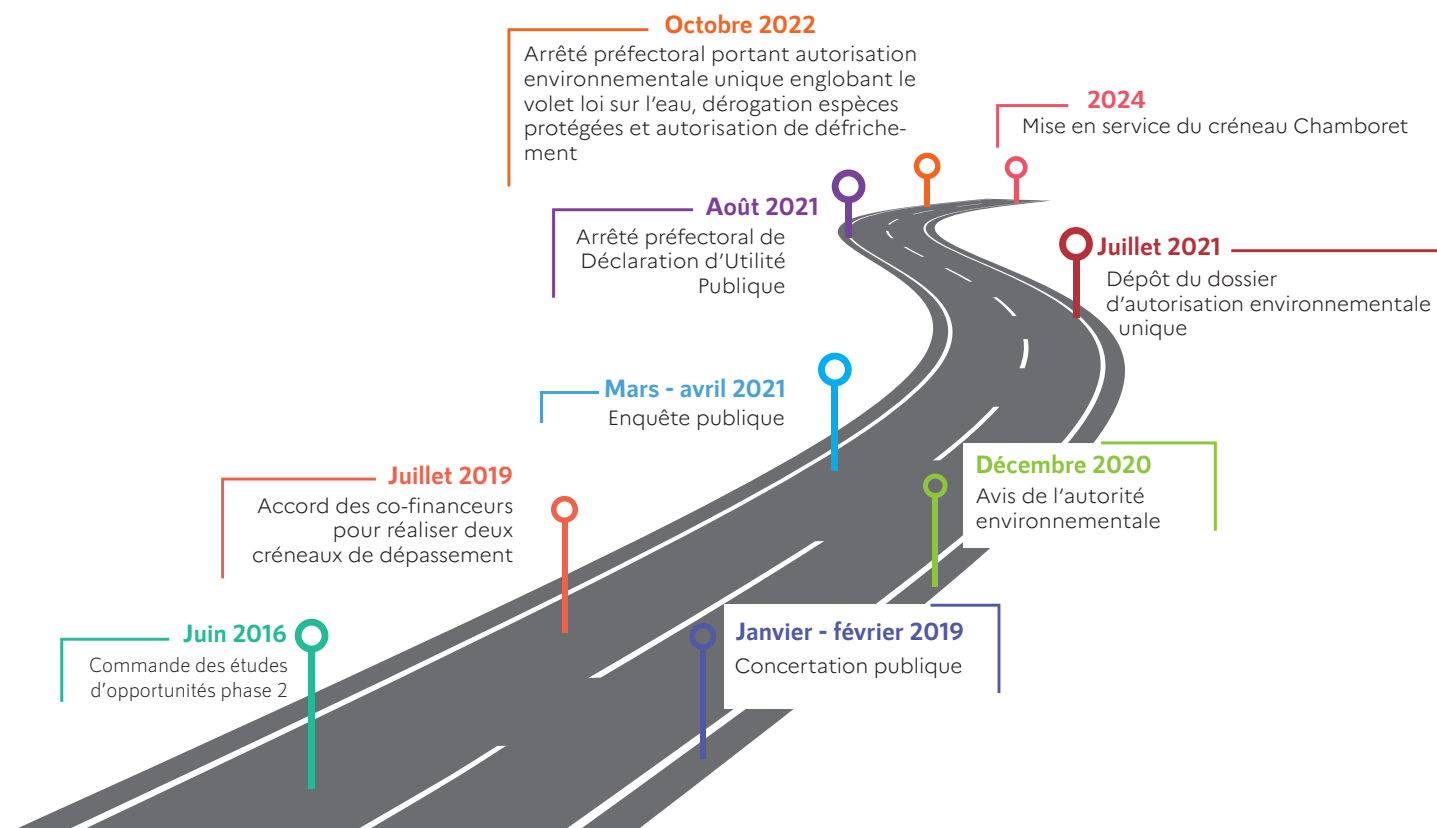 Octobre 2022
Arrêté préfectoral portant autorisation
environnementale unique englobant le
volet loi sur l'eau, dérogation espèces
protégées et autorisation de défriche-
ment
2024
Mise en service du créneau Chamboret
Août 2021
Arrêté préfectoral de
Déclaration d'Utilité
Publique
Juillet 2021
Dépôt du dossier
d'autorisation environnementale
unique
Mars - avril 2021
Enquête publique
Décembre 2020
Avis de l'autorité
environnementale
Juillet 2019
Accord des co-financeurs
pour réaliser deux
créneaux de dépassement
Janvier - février 2019
Concertation publique
Juin 2016
Commande des études
d'opportunités phase 2